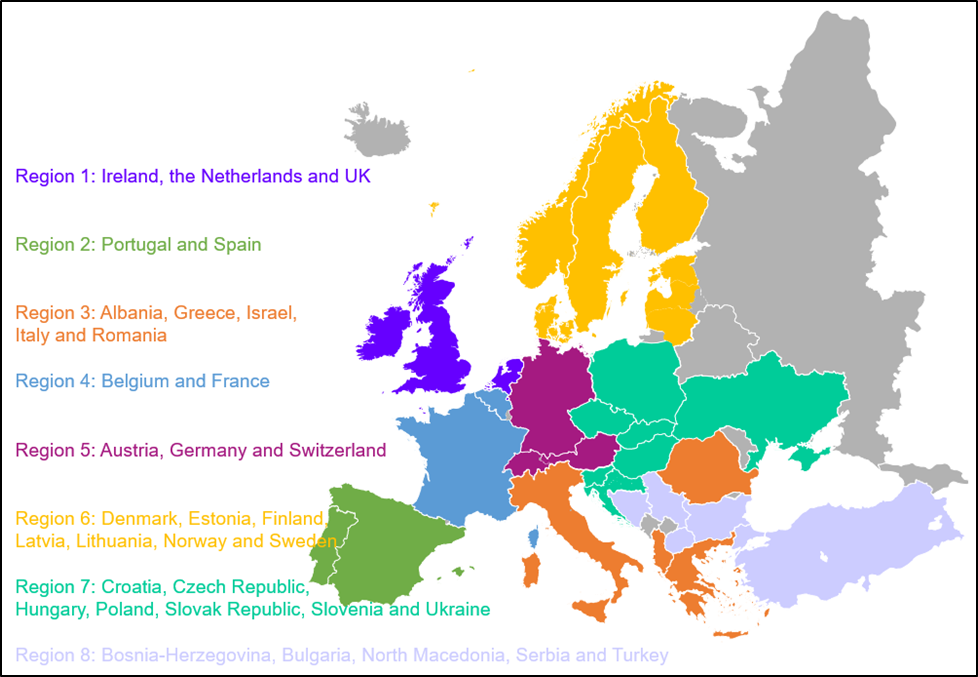 Region 1: Ireland, the Netherlands and UK
Region 2: Portugal and Spain
Region 3: Albania, Greece, Israel,
Italy and Romania
Region 4: Belgium and France
Region 5: Austria, Germany and Switzerland
Region 6: Denmark, Estonia, Finland,
Latvia, Lithuania, Norway and Sweden
Region 7: Croatia, Czech Republic,
Hungary, Poland, Slovak Republic, Slovenia and Ukraine
Region 8: Bosnia-Herzegovina, Bulgaria, North Macedonia, Serbia and Turkey